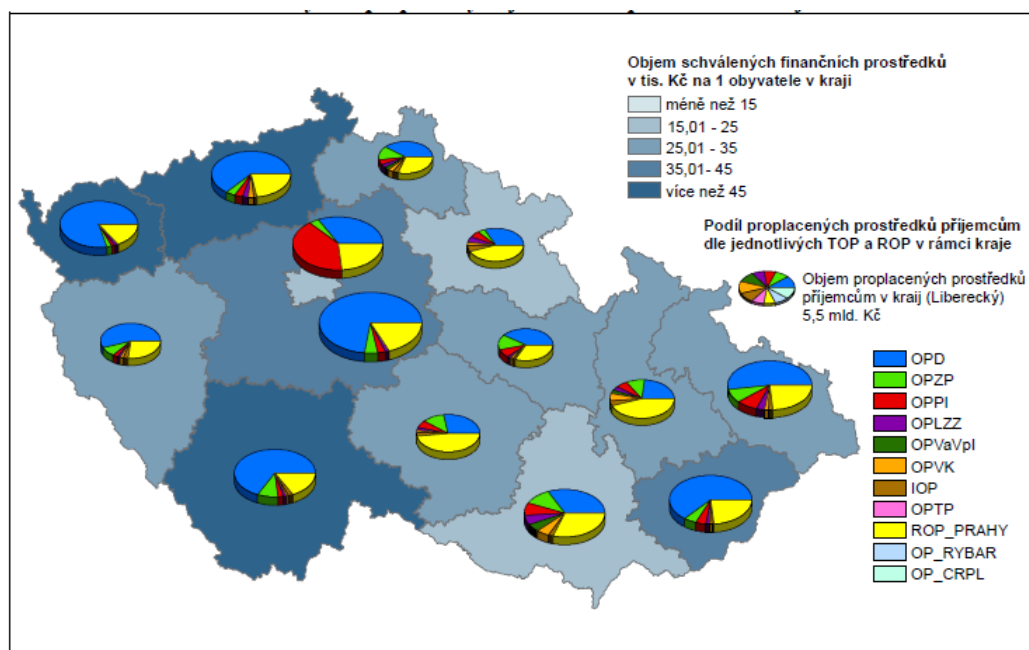 Objem schválených finančních prostředků
v tis. Kč na 1 obyvatele v kraji
méně než 15
15,01 - 25
25,01 - 35
35,01- 45
více než 45
Podíl proplacených prostředků příjemcům
dle jednotlivých TOP a ROP v rámci kraje
Objem proplacených prostředků
příjemcům v kraji (Liberecký)
5,5 mld. Kč
OPD
OPZP
OPPI
OPLZZ
OPVaVpI
OPVK
IOP
OPTP
ROP_PRAHY
OP_RYBAR
OP_CRPL